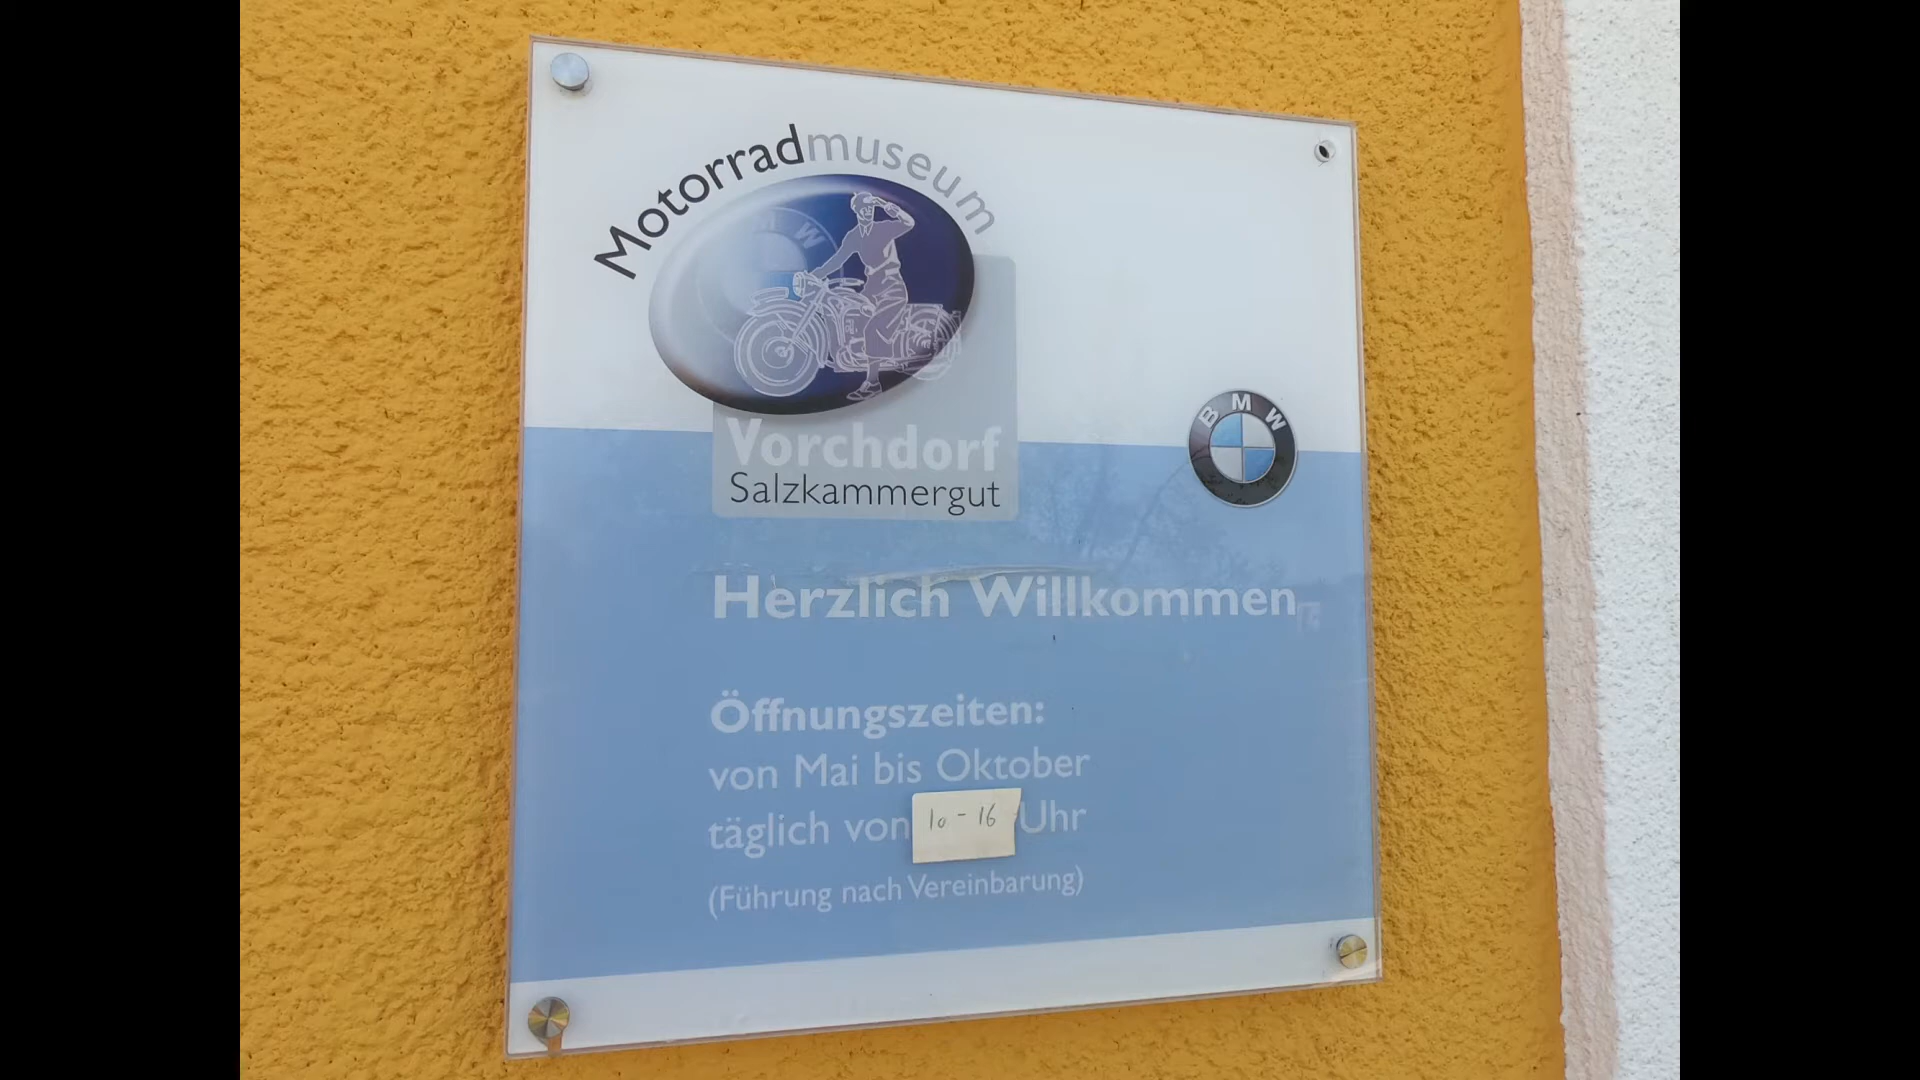 Motorradmuseum
BMW
Vorchdorf
Salzkammergut
BMW
Herzlich Willkommen
Öffnungszeiten:
von Mai bis Oktober
täglich von 10 - 16 Uhr
(Führung nach Vereinbarung)